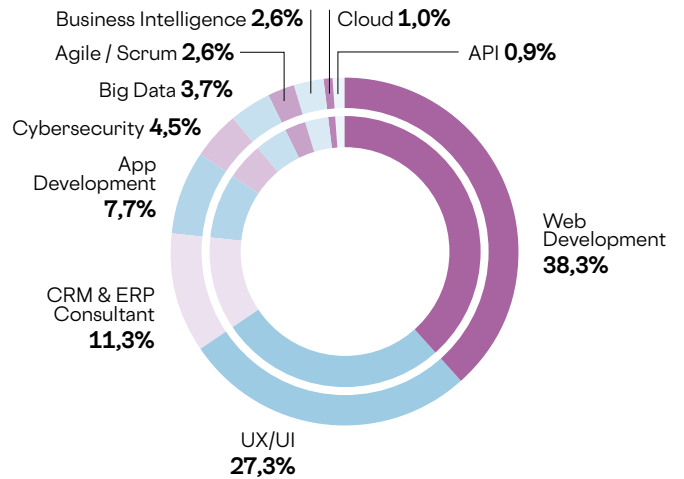 Business Intelligence 2,6%
Cloud 1,0%
Agile / Scrum 2,6%
API 0,9%
Big Data 3,7%
Cybersecurity 4,5%
App
Development
7,7%
Web
Development
38,3%
CRM & ERP
Consultant
11,3%
UX/UI
27,3%